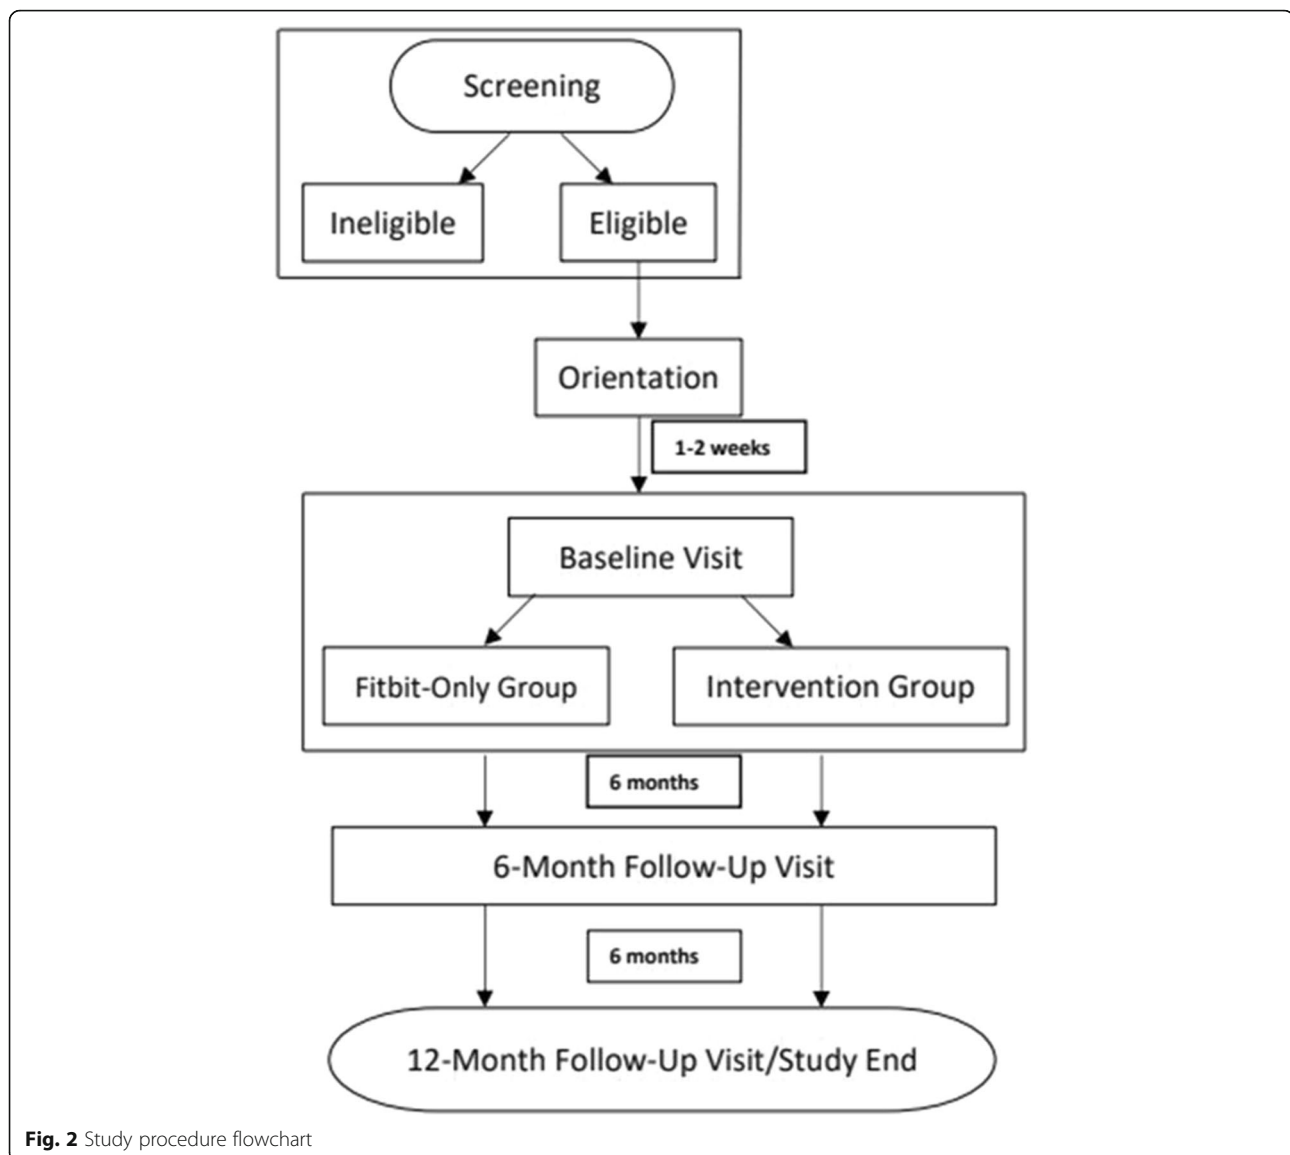 Screening
Ineligible
Eligible
Orientation
1-2 weeks
Baseline Visit
Fitbit-Only Group
Intervention Group
6 months
6-Month Follow-Up Visit
6 months
12-Month Follow-Up Visit/Study End
Fig. 2 Study procedure flowchart